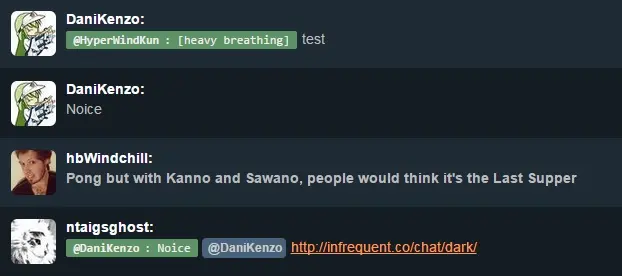 DaniKenzo:
@HyperWindKun : [heavy breathing] test
DaniKenzo:
Noice
hbWindchill:
Pong but with Kanno and Sawano, people would think it's the Last Supper
ntaigsghost:
@DaniKenzo : Noice @DaniKenzo http://infrequent.co/chat/dark/